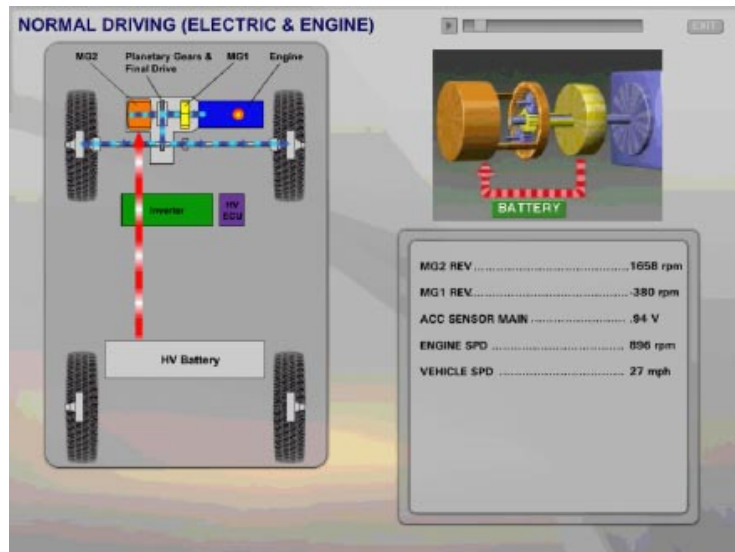 NORMAL DRIVING (ELECTRIC & ENGINE)
EXIT
MG2
Planetary Gears &
Final Drive
MG1
Engine
Inverter
HV
ECU
HV Battery
BATTERY
MG2 REV..........................................1658 rpm
MG1 REV..........................................-380 rpm
ACC SENSOR MAIN .................................. .94 V
ENGINE SPD ........................................ 896 rpm
VEHICLE SPD ....................................... 27 mph